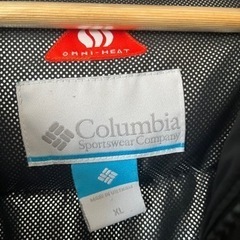 OMNI-HEAT
Columbia
Sportswear Company
XL